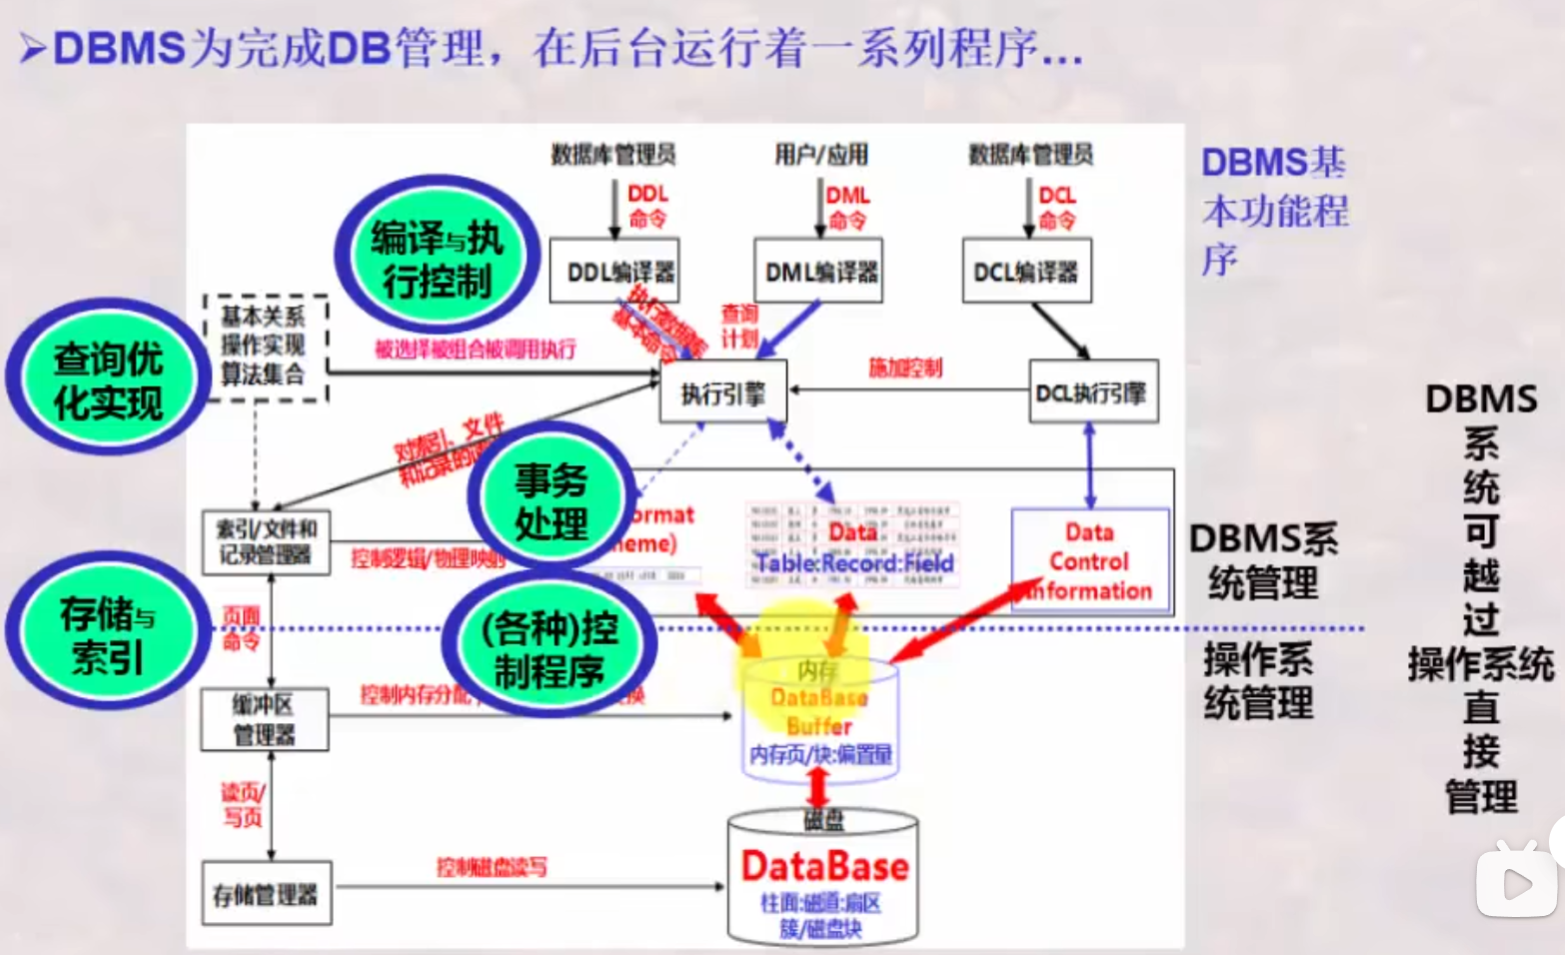 ➢DBMS为完成DB管理，在后台运行着一系列程序...
数据库管理员
用户/应用
数据库管理员
DBMS基
本功能程
序
DDL
命令
DML
命令
DCL
命令
编译与执
行控制
DDL编译器
DML编译器
DCL编译器
执行数据库
基本命令
查询
计划
基本关系
操作实现
算法集合
查询优
化实现
被选择被组合被调用执行
执行引擎
施加控制
DCL执行引擎
对索引、文件
和记录的
事务
处理
索引/文件和
记录管理器
控制逻辑/物理映射
ormat
heme)
Data
Table:Record:Field
Data
Control
Information
DBMS系
统管理
存储与
索引
页面
命令
(各种)控
制程序
操作系
统管理
缓冲区
管理器
控制内存分配
换
内存
DataBase
Buffer
内存页/块:偏置量
读页/
写页
磁盘
DataBase
柱面:磁道:扇区
簇/磁盘块
存储管理器
控制磁盘读写
DBMS
系
统
可
越
过
操作系统
直
接
管理